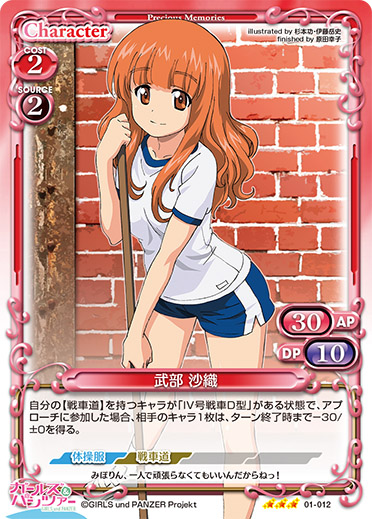 Precious Memories
Character
illustrated by 杉本功・伊藤岳史
finished by 原田幸子
COST
2
SOURCE
2
30 AP
DP 10
武部 沙織
自分の【戦車道】を持つキャラが「Ⅳ号戦車D型」がある状態で、アプ
ローチに参加した場合、相手のキャラ1枚は、ターン終了時まで-30/
±0を得る。
体操服 戦車道
みぽりん、一人で頑張らなくてもいいんだからねっ!
ガールズ&パンツァー
GIRLS und PANZER
©GIRLS und PANZER Projekt
01-012